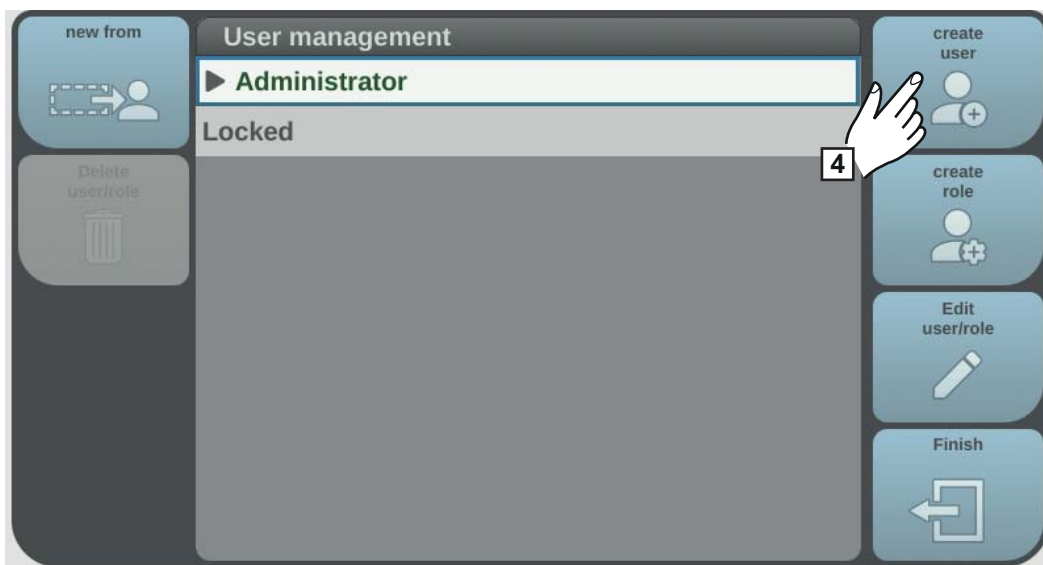 new from
User management
create
user
Administrator
Locked
4
Delete
user/role
create
role
Edit
user/role
Finish